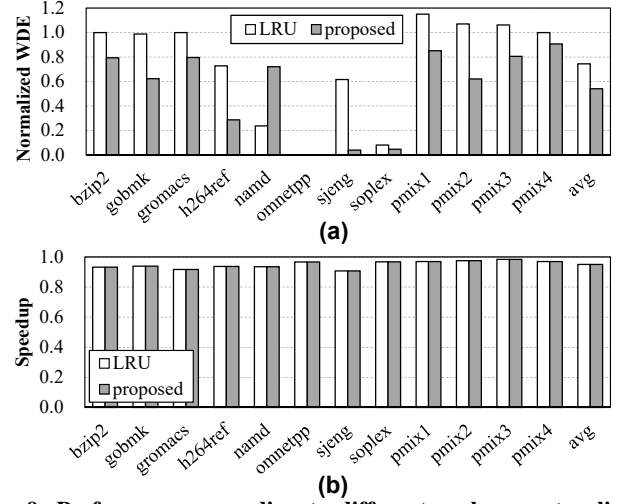 Normalized WDE
1.2
1.0
0.8
0.6
0.4
0.2
0.0
LRU proposed
bzip2 gobmk gromacs h264ref namd omnetpp sjeng soplex pmix1 pmix2 pmix3 pmix4 avg
(a)
Speedup
1.0
0.8
0.6
0.4
0.2
0.0
LRU
proposed
bzip2 gobmk gromacs h264ref namd omnetpp sjeng soplex pmix1 pmix2 pmix3 pmix4 avg
(b)